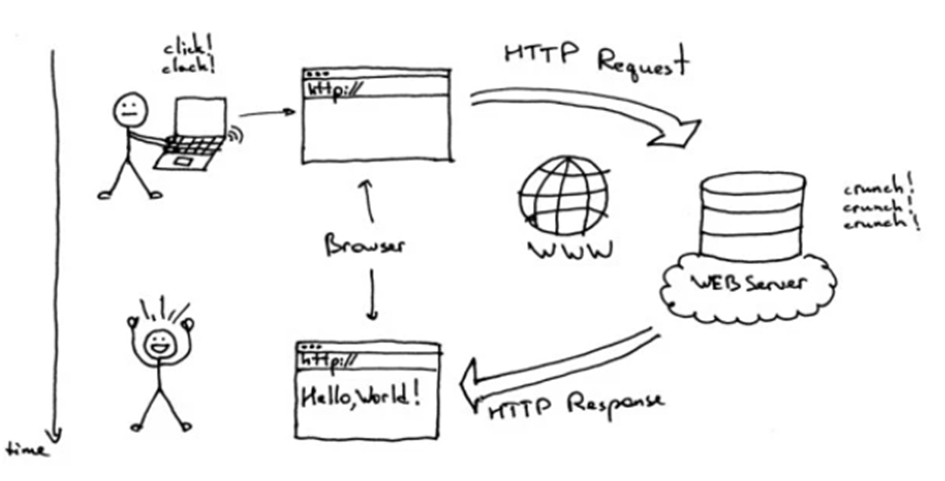 click!
clack!
http://
HTTP Request
crunch!
crunch!
crunch!
WWW
Browser
WEB Server
http://
Hello, World!
HTTP Response
time